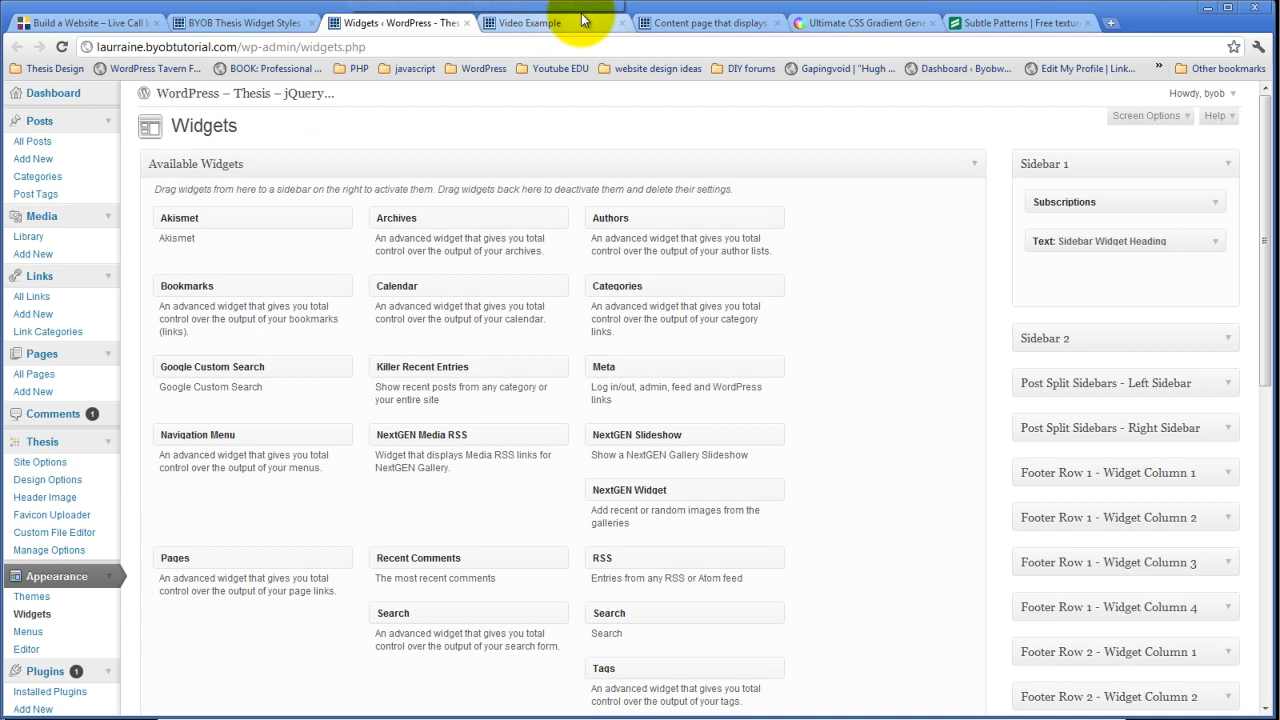 Build a Website – Live Call I
BYOB Thesis Widget Styles
Widgets ‹ WordPress - Thes
Video Example
Content page that displays
Ultimate CSS Gradient Gene
Subtle Patterns | Free textur
laurraine.byobtutorial.com/wp-admin/widgets.php
Thesis Design
WordPress Tavern F...
BOOK: Professional ...
PHP
javascript
WordPress
Youtube EDU
website design ideas
DIY forums
Gapingvoid | "Hugh ...
Dashboard ‹ Byobw...
Edit My Profile | Link...
»
Other bookmarks
WordPress – Thesis – jQuery...
Howdy, byob
Screen Options
Help
Widgets
Dashboard
Posts
All Posts
Add New
Categories
Post Tags
Media
Library
Add New
Links
All Links
Add New
Link Categories
Pages
All Pages
Add New
Comments 1
Thesis
Site Options
Design Options
Header Image
Favicon Uploader
Custom File Editor
Manage Options
Appearance
Themes
Widgets
Menus
Editor
Plugins 1
Installed Plugins
Add New
Available Widgets
Drag widgets from here to a sidebar on the right to activate them. Drag widgets back here to deactivate them and delete their settings.
Akismet
Akismet
Archives
An advanced widget that gives you total
control over the output of your archives.
Authors
An advanced widget that gives you total
control over the output of your author lists.
Bookmarks
An advanced widget that gives you total
control over the output of your bookmarks
(links).
Calendar
An advanced widget that gives you total
control over the output of your calendar.
Categories
An advanced widget that gives you total
control over the output of your category
links.
Google Custom Search
Google Custom Search
Killer Recent Entries
Show recent posts from any category or
your entire site
Meta
Log in/out, admin, feed and WordPress
links
Navigation Menu
An advanced widget that gives you total
control over the output of your menus.
NextGEN Media RSS
Widget that displays Media RSS links for
NextGEN Gallery.
NextGEN Slideshow
Show a NextGEN Gallery Slideshow
NextGEN Widget
Add recent or random images from the
galleries
Pages
An advanced widget that gives you total
control over the output of your page links.
Recent Comments
The most recent comments
RSS
Entries from any RSS or Atom feed
Search
An advanced widget that gives you total
control over the output of your search form.
Search
Search
Tags
An advanced widget that gives you total
control over the output of your tags.
Sidebar 1
Subscriptions
Text: Sidebar Widget Heading
Sidebar 2
Post Split Sidebars - Left Sidebar
Post Split Sidebars - Right Sidebar
Footer Row 1 - Widget Column 1
Footer Row 1 - Widget Column 2
Footer Row 1 - Widget Column 3
Footer Row 1 - Widget Column 4
Footer Row 2 - Widget Column 1
Footer Row 2 - Widget Column 2